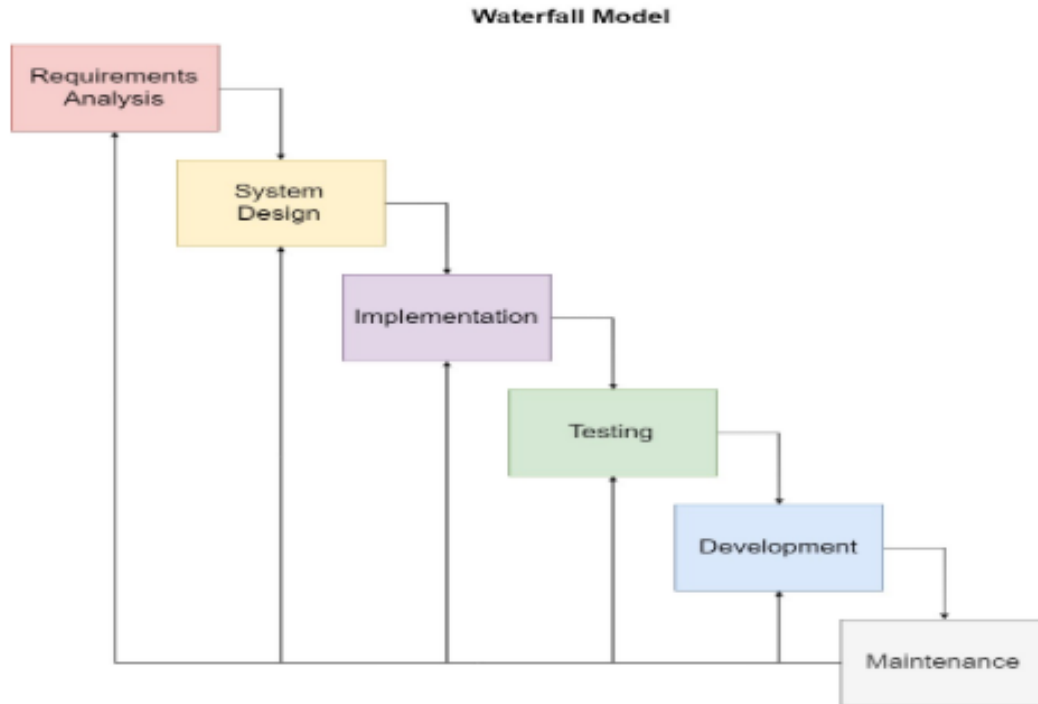 Waterfall Model
Requirements
Analysis
System
Design
Implementation
Testing
Development
Maintenance